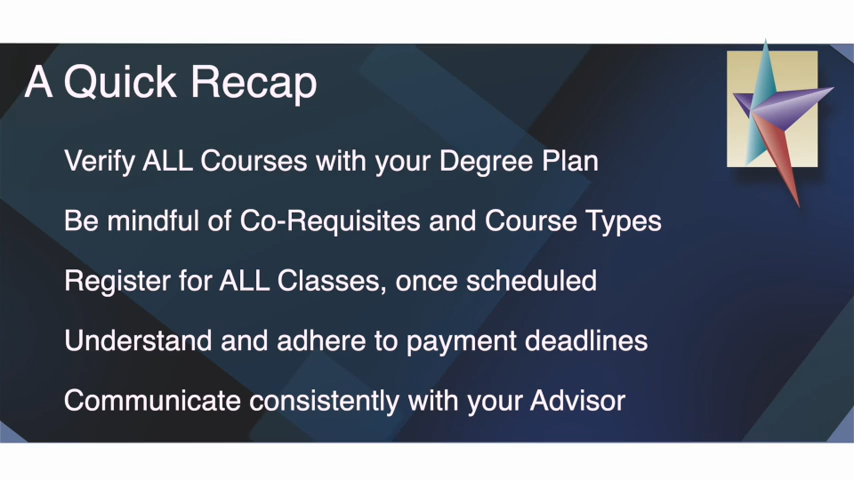 A Quick Recap
Verify ALL Courses with your Degree Plan
Be mindful of Co-Requisites and Course Types
Register for ALL Classes, once scheduled
Understand and adhere to payment deadlines
Communicate consistently with your Advisor